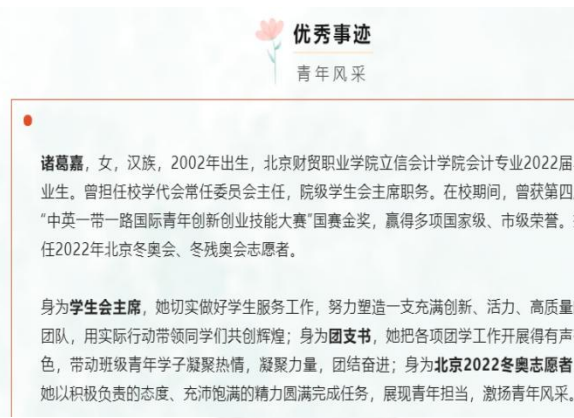 优秀事迹
青年风采
诸葛嘉，女，汉族，2002年出生，北京财贸职业学院立信会计学院会计专业2022届
业生。曾担任校学代会常任委员会主任，院级学生会主席职务。在校期间，曾获第四
“中英一带一路国际青年创新创业技能大赛”国赛金奖，赢得多项国家级、市级荣誉。
任2022年北京冬奥会、冬残奥会志愿者。
身为学生会主席，她切实做好学生服务工作，努力塑造一支充满创新、活力、高质量
团队，用实际行动带领同学们共创辉煌；身为团支书，她把各项团学工作开展得有声
色，带动班级青年学子凝聚热情，凝聚力量，团结奋进；身为北京2022冬奥志愿者
她以积极负责的态度、充沛饱满的精力圆满完成任务，展现青年担当，激扬青年风采。